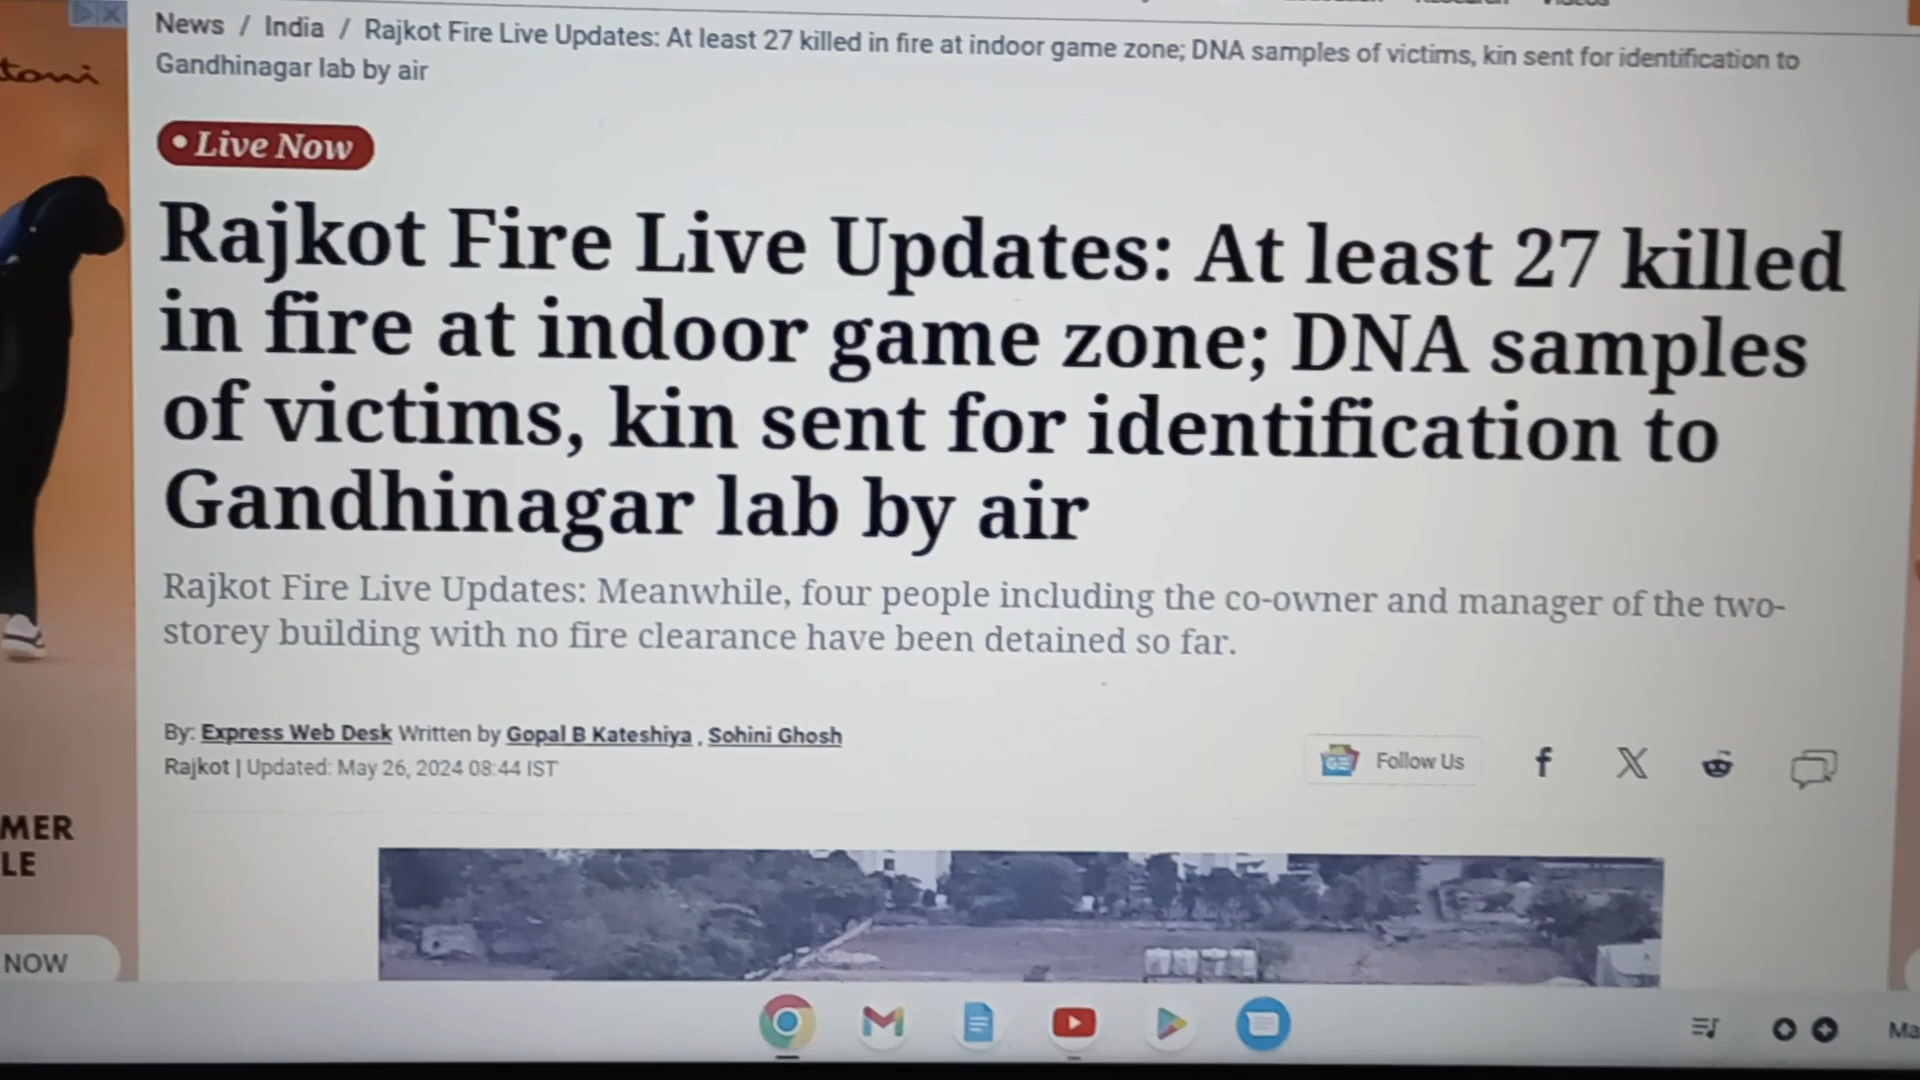 News / India / Rajkot Fire Live Updates: At least 27 killed in fire at indoor game zone; DNA samples of victims, kin sent for identification to
Gandhinagar lab by air
• Live Now
Rajkot Fire Live Updates: At least 27 killed
in fire at indoor game zone; DNA samples
of victims, kin sent for identification to
Gandhinagar lab by air
Rajkot Fire Live Updates: Meanwhile, four people including the co-owner and manager of the two-
storey building with no fire clearance have been detained so far.
By: Express Web Desk Written by Gopal B Kateshiya , Sohini Ghosh
Rajkot | Updated: May 26, 2024 08:44 IST
Follow Us
MER
LE
NOW